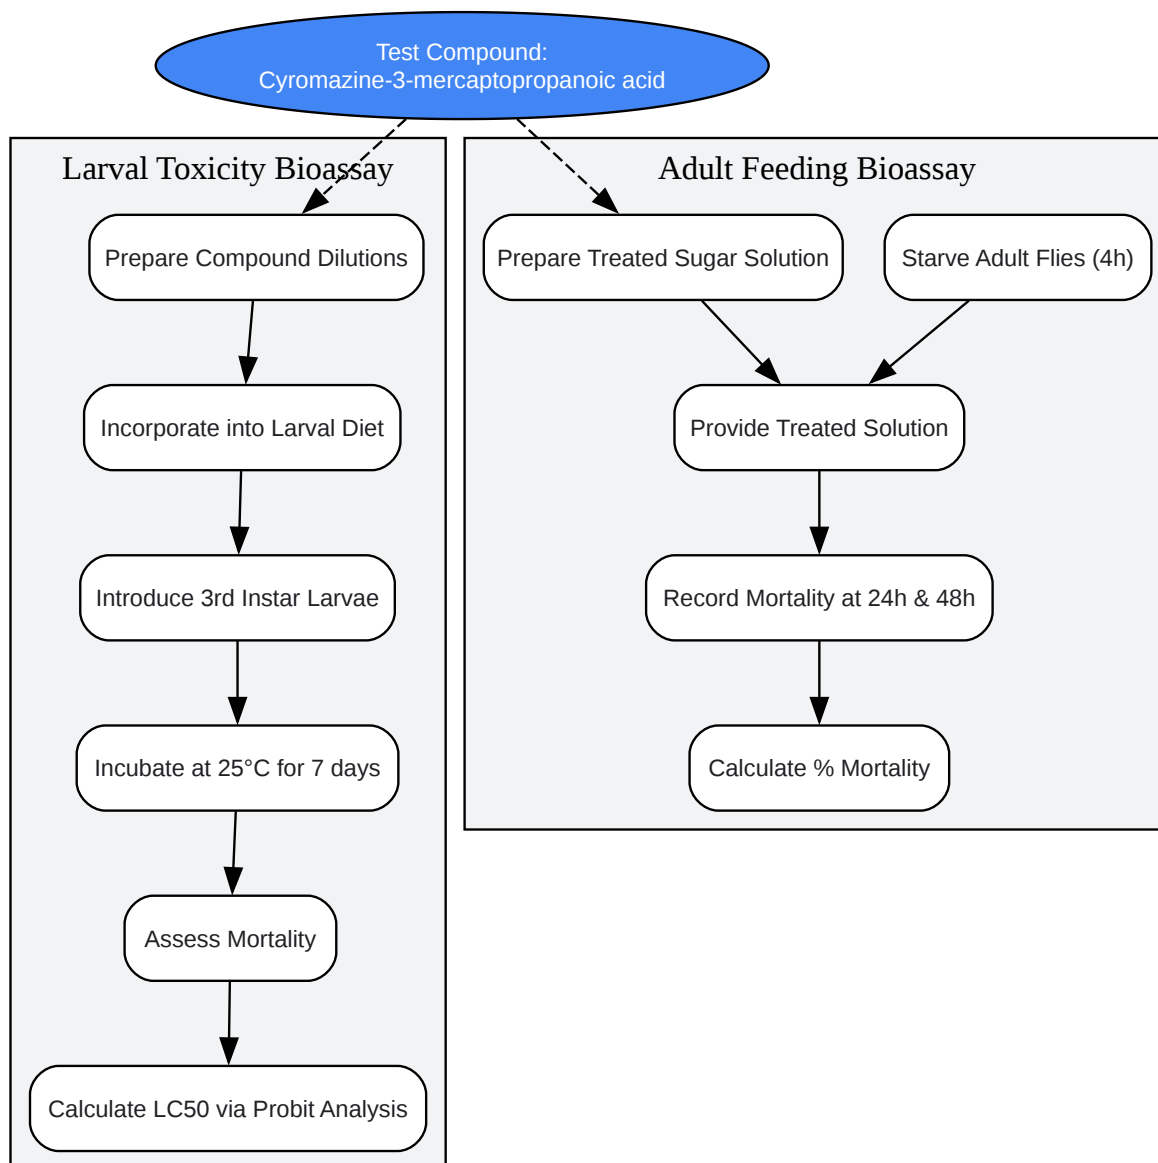 Test Compound:
Cyromazine-3-mercaptopropanoic acid
Larval Toxicity Bioassay
Prepare Compound Dilutions
Incorporate into Larval Diet
Introduce 3rd Instar Larvae
Incubate at 25°C for 7 days
Assess Mortality
Calculate LC50 via Probit Analysis
Adult Feeding Bioassay
Prepare Treated Sugar Solution
Starve Adult Flies (4h)
Provide Treated Solution
Record Mortality at 24h & 48h
Calculate % Mortality